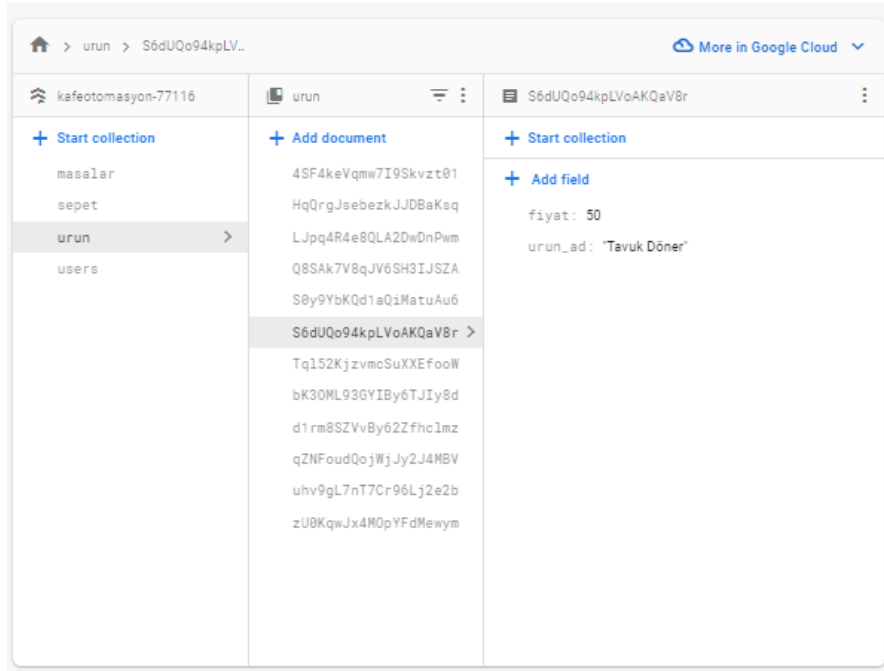 urun > S6dUQo94kpLV..
More in Google Cloud
kafeotomasyon-77116
Start collection
masalar
sepet
urun
users
urun
Add document
4SF4keVqmw7I9Skvzt01
HqQrgJsebezkJJDBaKsq
LJpq4R4e8QLA2DwDnPwm
Q8SAk7V8qJV6SH3IJSZA
S0y9YbKQd1aQiMatuAu6
S6dUQo94kpLVoAKQaV8r
Tql52KjzvmcSuXXEfooW
bK3OML93GYIBy6TJIy8d
d1rm8SZVvBy62Zfhclmz
qZNFoudQojWjJy2J4MBV
uhv9gL7nT7Cr96Lj2e2b
zU0KqwJx4MOpYFdMewym
S6dUQo94kpLVoAKQaV8r
Start collection
Add field
fiyat: 50
urun_ad: "Tavuk Döner"